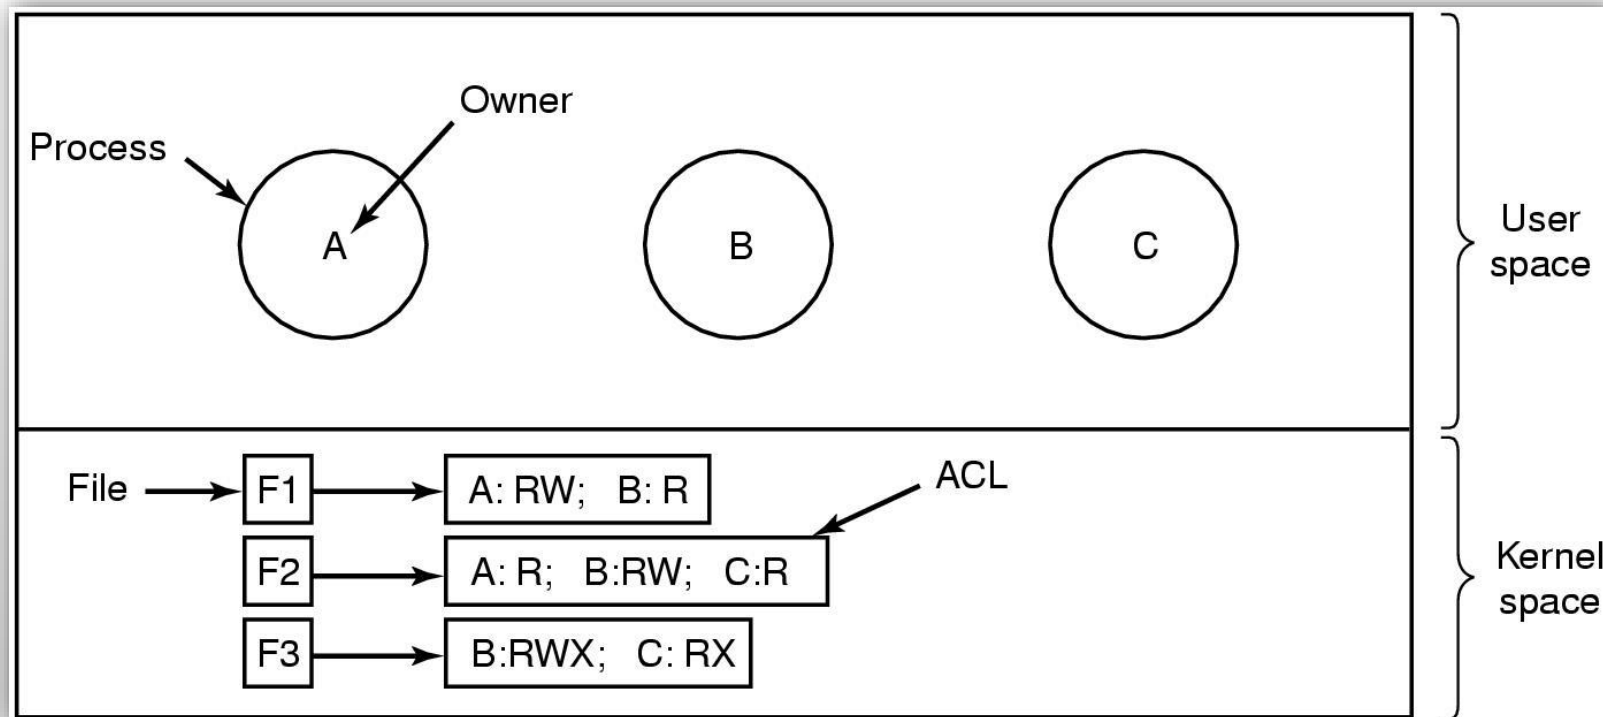 Owner
Process
A
B
C
User
space
File
F1
A: RW; B: R
ACL
F2
A: R; B:RW; C:R
F3
B:RWX; C: RX
Kernel
space